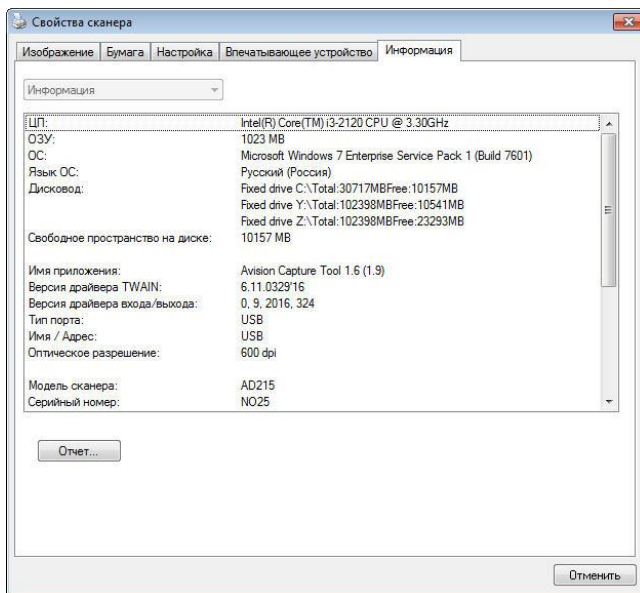 Свойства сканера
Изображение Бумага Настройка Впечатывающее устройство Информация
Информация
ЦП: Intel(R) Core(TM) i3-2120 CPU @ 3.30GHz
ОЗУ: 1023 MB
ОС: Microsoft Windows 7 Enterprise Service Pack 1 (Build 7601)
Язык ОС: Русский (Россия)
Дисковод: Fixed drive C:\Total:30717MBFree:10157MB
Fixed drive Y:\Total:102398MBFree:10541MB
Fixed drive Z:\Total:102398MBFree:23293MB
Свободное пространство на диске: 10157 MB
Имя приложения: Avision Capture Tool 1.6 (1.9)
Версия драйвера TWAIN: 6.11.0329'16
Версия драйвера входа/выхода: 0, 9, 2016, 324
Тип порта: USB
Имя / Адрес: USB
Оптическое разрешение: 600 dpi
Модель сканера: AD215
Серийный номер: NO25
Отчет...
Отменить